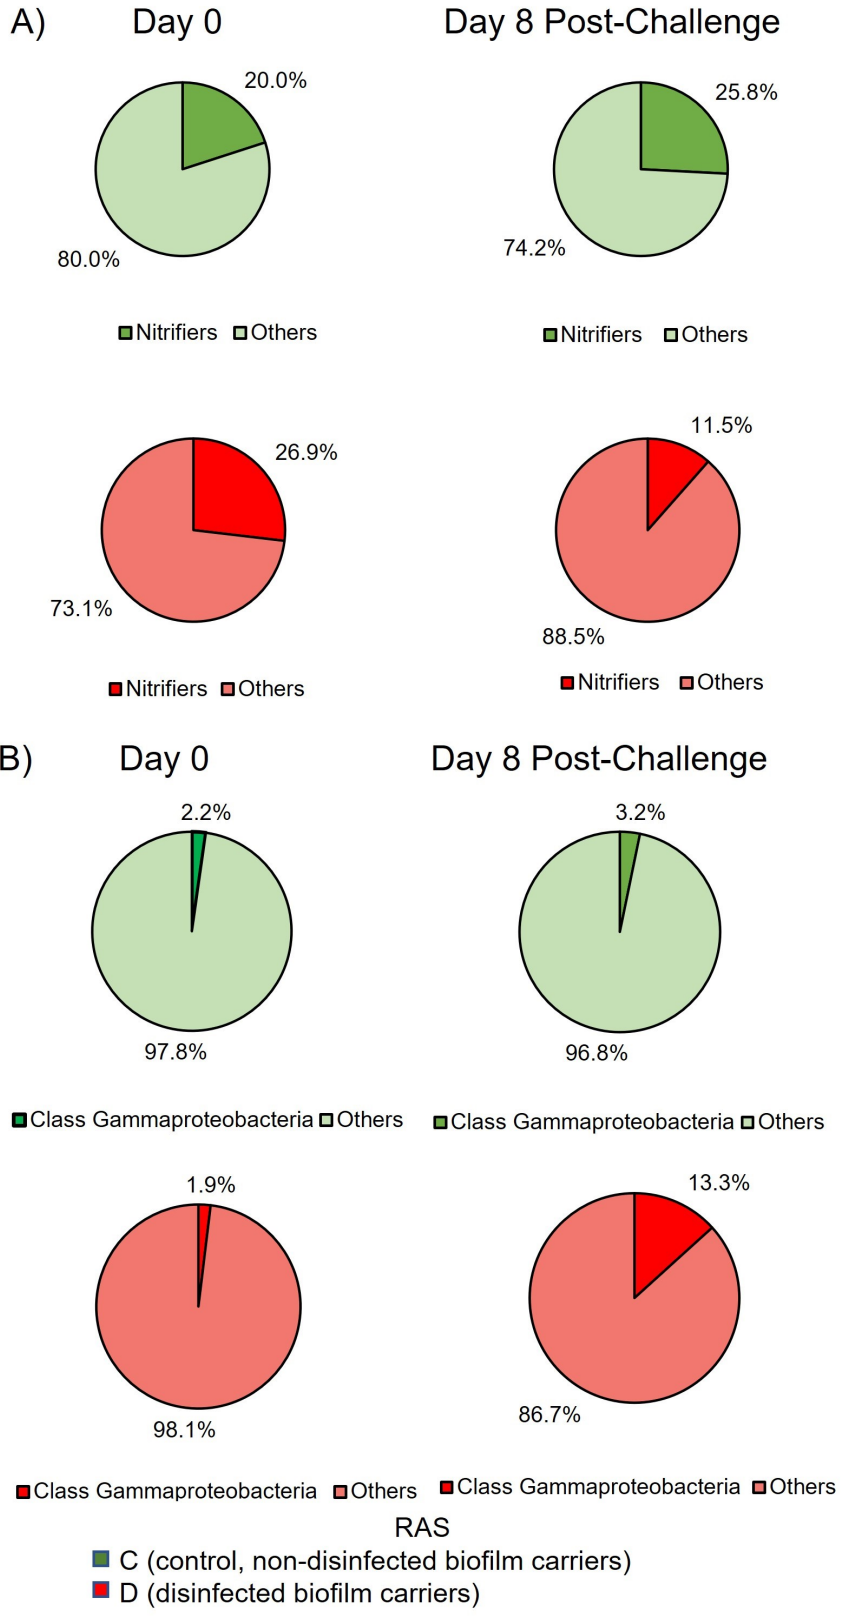 A) Day 0 Day 8 Post-Challenge
20.0% 25.8%
80.0% 74.2%
Nitrifiers Others Nitrifiers Others
26.9% 11.5%
73.1% 88.5%
Nitrifiers Others Nitrifiers Others
B) Day 0 Day 8 Post-Challenge
2.2% 3.2%
97.8% 96.8%
Class Gammaproteobacteria Others Class Gammaproteobacteria Others
1.9% 13.3%
98.1% 86.7%
Class Gammaproteobacteria Others Class Gammaproteobacteria Others
RAS
C (control, non-disinfected biofilm carriers)
D (disinfected biofilm carriers)